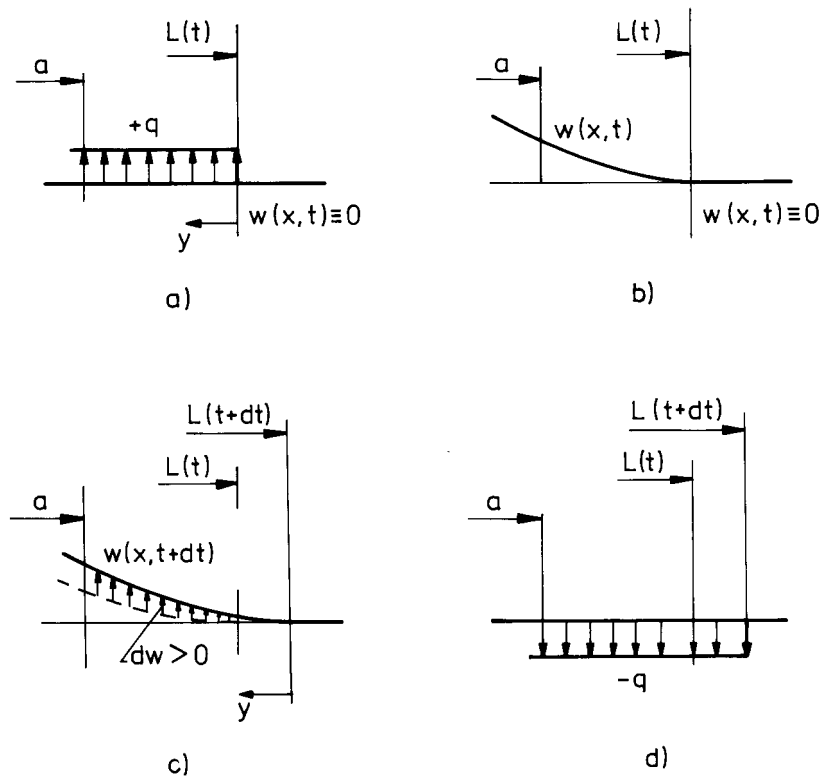 L(t)
a
+q
w(x,t)≡0
y
a)
L(t)
a
w(x,t)
w(x,t)≡0
b)
L(t+dt)
L(t)
a
w(x,t+dt)
dw>0
y
c)
L(t+dt)
L(t)
a
-q
d)